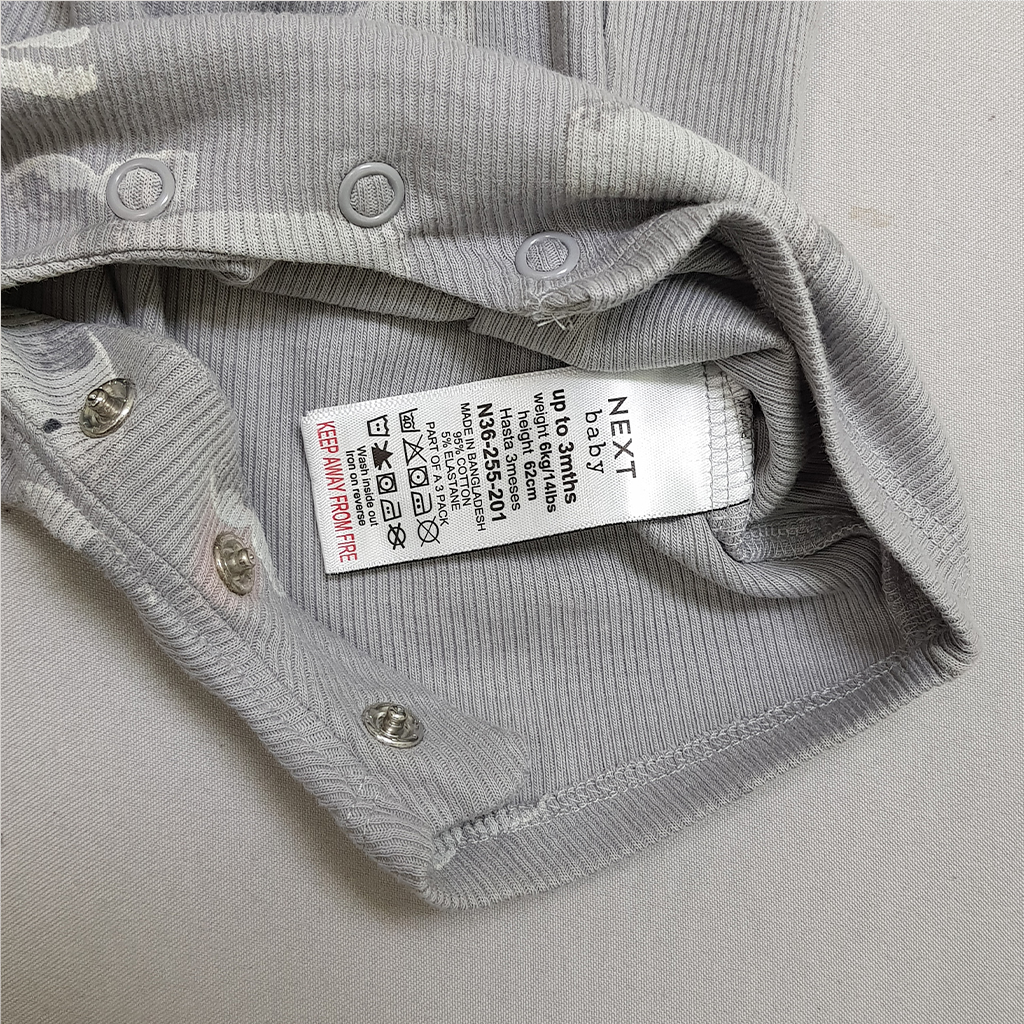 NEXT
baby
up to 3mths
weight 6kg/14lbs
height 62cm
Hasta 3meses
N36-255-201
MADE IN BANGLADESH
95% COTTON
5% ELASTANE
PART OF A 3 PACK
Wash inside out
Iron on reverse
KEEP AWAY FROM FIRE